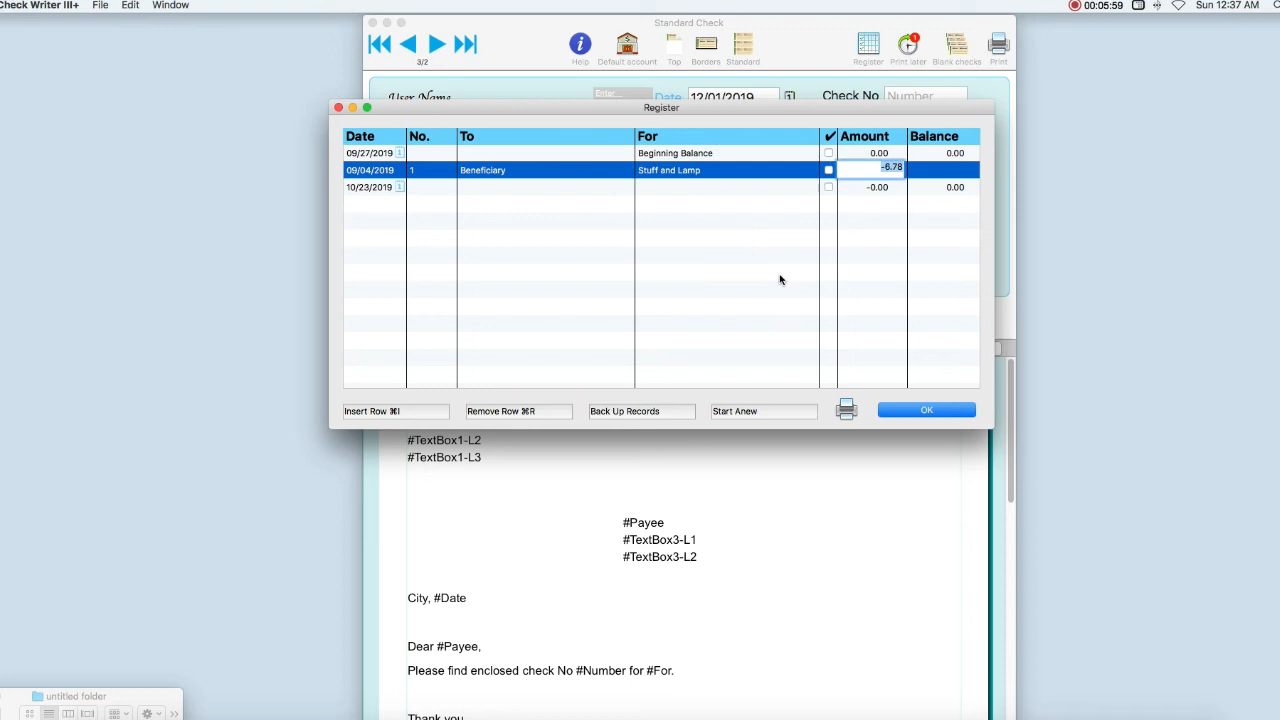 Check Writer III+ File Edit Window 00:05:59 Sun 12:37 AM
Standard Check
3/2 Help Default account Top Borders Standard Register 1 Print later Blank checks Print
User Name Enter... Date 12/01/2019 Check No Number
Register
Date No. To For ✔ Amount Balance
09/27/2019 Beginning Balance 0.00 0.00
09/04/2019 1 Beneficiary Stuff and Lamp -6.78
10/23/2019 -0.00 0.00
Insert Row ⌘I Remove Row ⌘R Back Up Records Start Anew OK
#TextBox1-L2
#TextBox1-L3
#Payee
#TextBox3-L1
#TextBox3-L2
City, #Date
Dear #Payee,
Please find enclosed check No #Number for #For.
Thank you
untitled folder